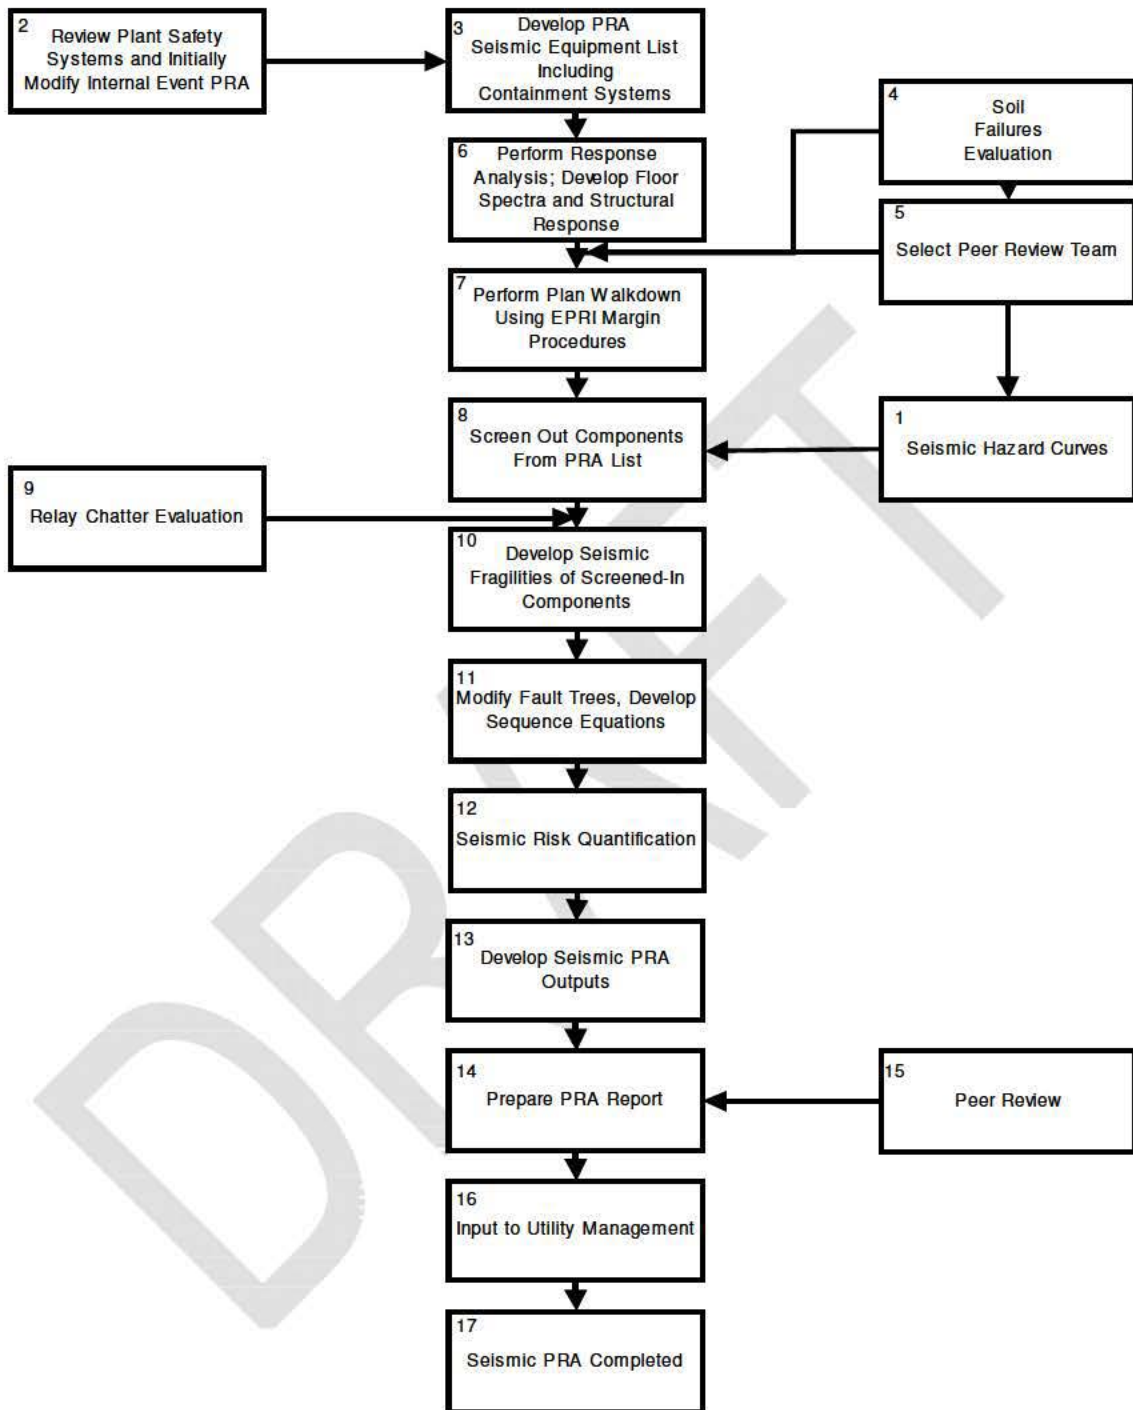 2
Review Plant Safety
Systems and Initially
Modify Internal Event PRA
3
Develop PRA
Seismic Equipment List
Including
Containment Systems
4
Soil
Failures
Evaluation
6
Perform Response
Analysis; Develop Floor
Spectra and Structural
Response
5
Select Peer Review Team
7
Perform Plan Walkdown
Using EPRI Margin
Procedures
8
Screen Out Components
From PRA List
1
Seismic Hazard Curves
9
Relay Chatter Evaluation
10
Develop Seismic
Fragilities of Screened-In
Components
11
Modify Fault Trees, Develop
Sequence Equations
12
Seismic Risk Quantification
13
Develop Seismic PRA
Outputs
14
Prepare PRA Report
15
Peer Review
16
Input to Utility Management
17
Seismic PRA Completed
DRAFT